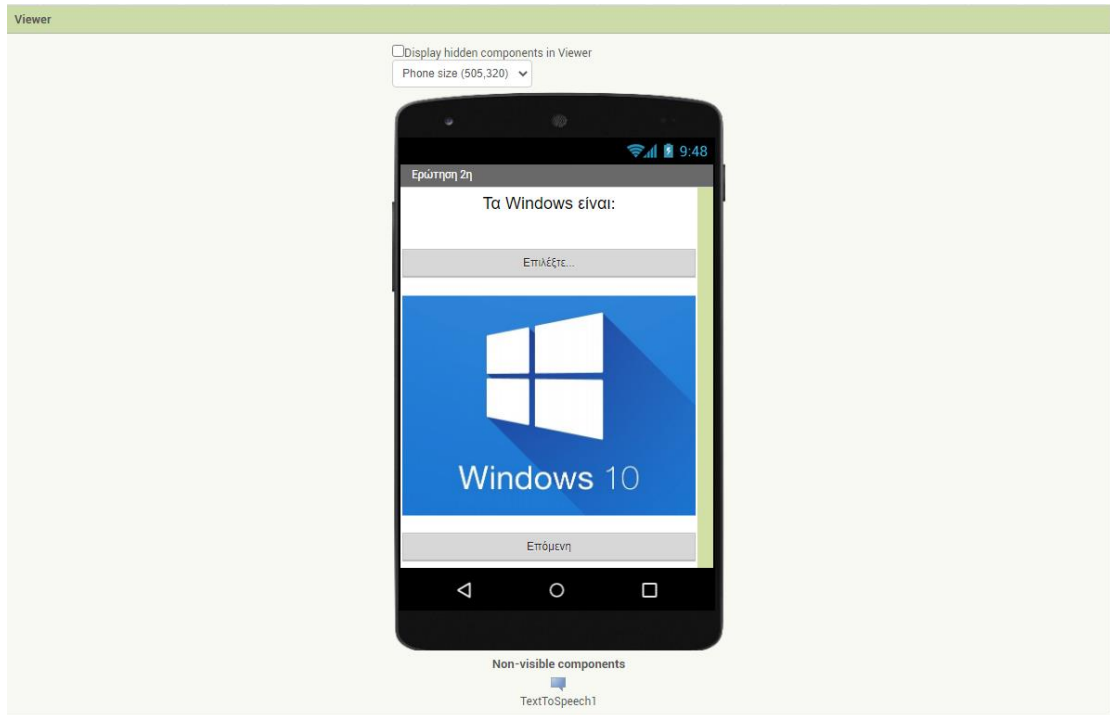 Viewer
Display hidden components in Viewer
Phone size (505,320)
9:48
Ερώτηση 2η
Τα Windows είναι:
Επιλέξτε...
Windows 10
Επόμενη
Non-visible components
TextToSpeech1